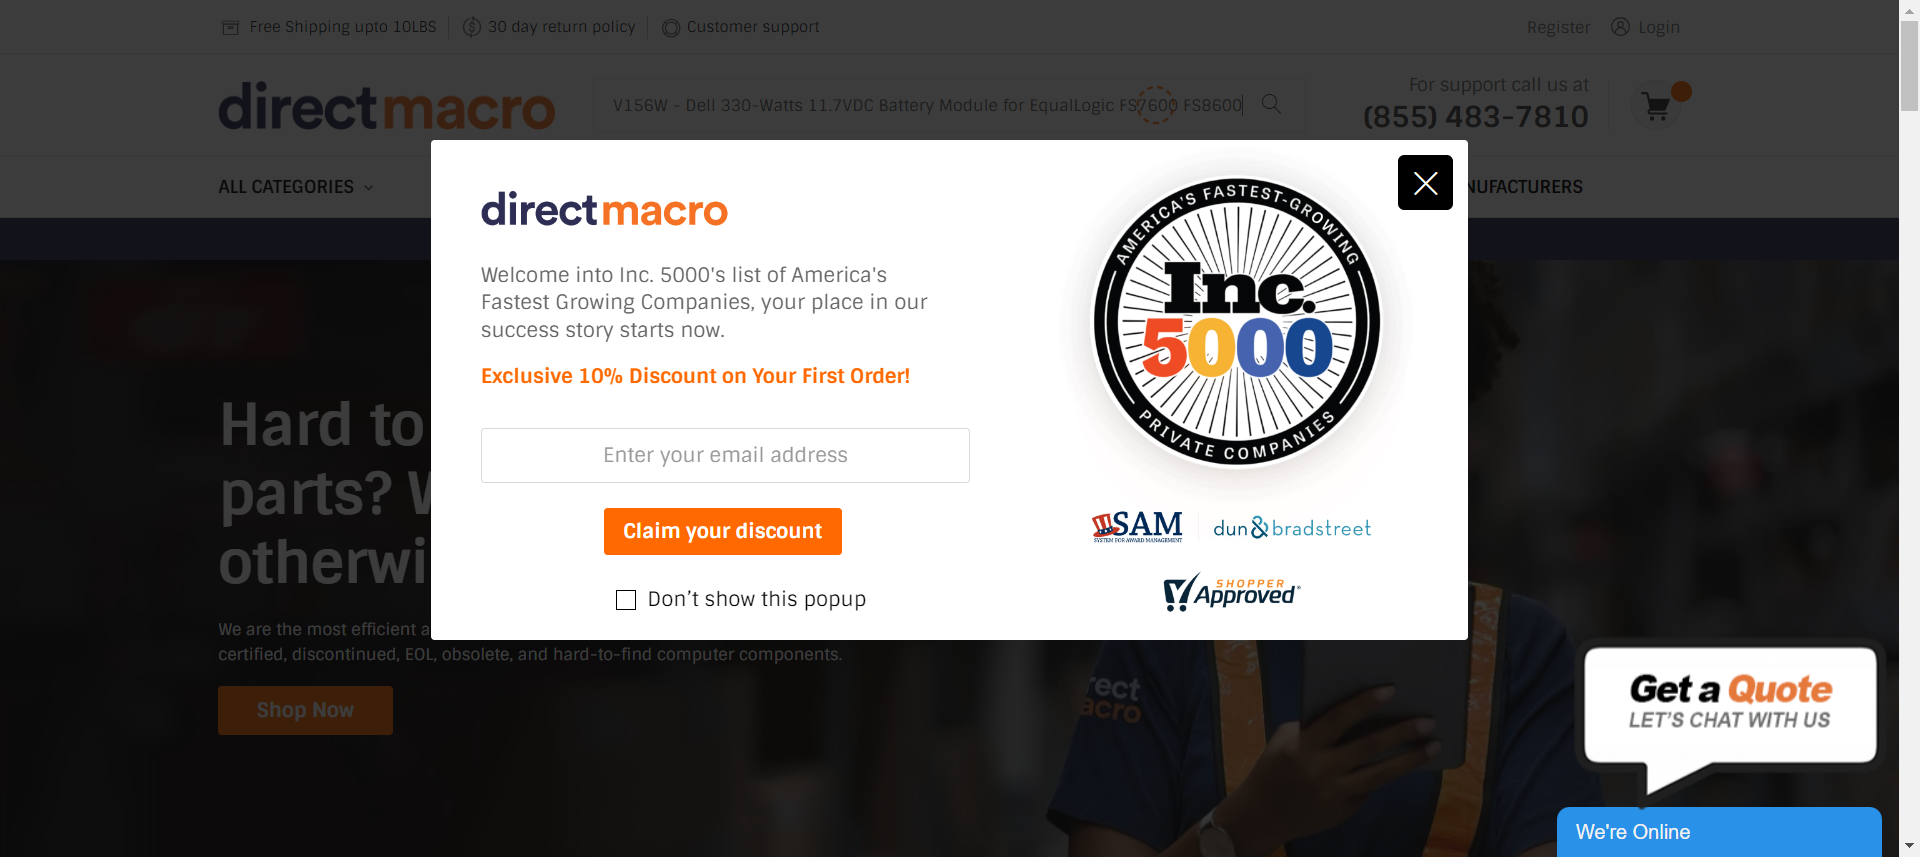 Free Shipping upto 10LBS
30 day return policy
Customer support
Register
Login
directmacro
V156W - Dell 330-Watts 11.7VDC Battery Module for EqualLogic FS7600 FS8600
For support call us at
(855) 483-7810
ALL CATEGORIES
NUFACTURERS
directmacro
Welcome into Inc. 5000's list of America's
Fastest Growing Companies, your place in our
success story starts now.
Exclusive 10% Discount on Your First Order!
Enter your email address
Claim your discount
Don't show this popup
AMERICA'S FASTEST-GROWING
Inc.
5000
PRIVATE COMPANIES
SAM
SYSTEM FOR AWARD MANAGEMENT
dun & bradstreet
SHOPPER
Approved
Hard to
parts? W
otherwi
We are the most efficient a
certified, discontinued, EOL, obsolete, and hard-to-find computer components.
Shop Now
rect
acro
Get a Quote
LET'S CHAT WITH US
We're Online